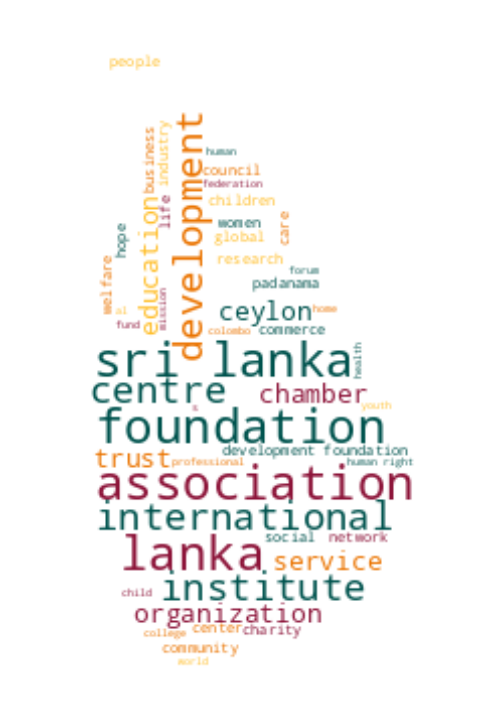 people
development
business
industry
human
council
federation
children
education
life
women
care
hope
global
research
welfare
forum
padanama
mission
al
fund
ceylon
home
colombo
commerce
sri lanka
health
centre
chamber
youth
foundation
development foundation
trust
professional
human right
association
international
social
network
lanka
service
institute
child
organization
college
center
charity
community
world